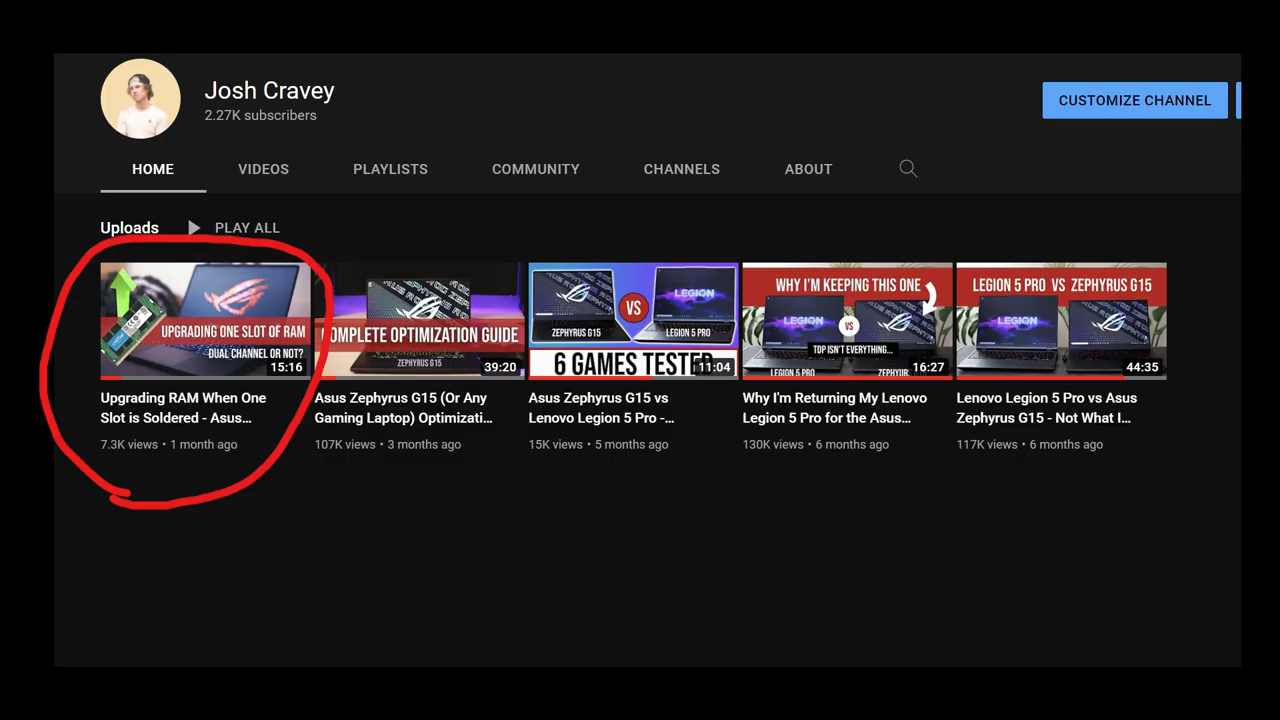 Josh Cravey
2.27K subscribers
CUSTOMIZE CHANNEL
HOME VIDEOS PLAYLISTS COMMUNITY CHANNELS ABOUT
Uploads PLAY ALL
UPGRADING ONE SLOT OF RAM
DUAL CHANNEL OR NOT?
15:16
Upgrading RAM When One
Slot is Soldered - Asus...
7.3K views • 1 month ago
COMPLETE OPTIMIZATION GUIDE
ZEPHYRUS G15
39:20
Asus Zephyrus G15 (Or Any
Gaming Laptop) Optimizati...
107K views • 3 months ago
VS
LEGION
ZEPHYRUS G15
LEGION 5 PRO
6 GAMES TESTED
11:04
Asus Zephyrus G15 vs
Lenovo Legion 5 Pro -...
15K views • 5 months ago
WHY I'M KEEPING THIS ONE
LEGION
VS
TDP ISN'T EVERYTHING...
LEGION 5 PRO
16:27
Why I'm Returning My Lenovo
Legion 5 Pro for the Asus...
130K views • 6 months ago
LEGION 5 PRO VS ZEPHYRUS G15
LEGION
44:35
Lenovo Legion 5 Pro vs Asus
Zephyrus G15 - Not What I...
117K views • 6 months ago